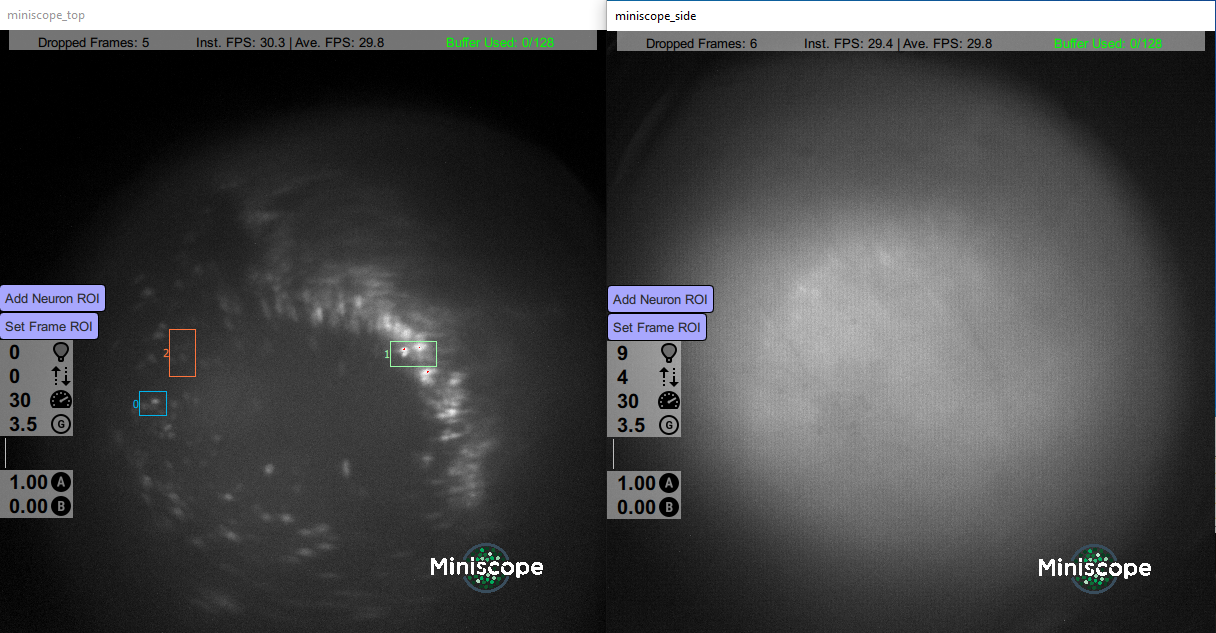 miniscope_top
Dropped Frames: 5 Inst. FPS: 30.3 | Ave. FPS: 29.8 Buffer Used: 0/128
Add Neuron ROI
Set Frame ROI
0
0
30
3.5 G
1.00 A
0.00 B
2
1
0
Miniscope
miniscope_side
Dropped Frames: 6 Inst. FPS: 29.4 | Ave. FPS: 29.8 Buffer Used: 0/128
Add Neuron ROI
Set Frame ROI
9
4
30
3.5 G
1.00 A
0.00 B
Miniscope